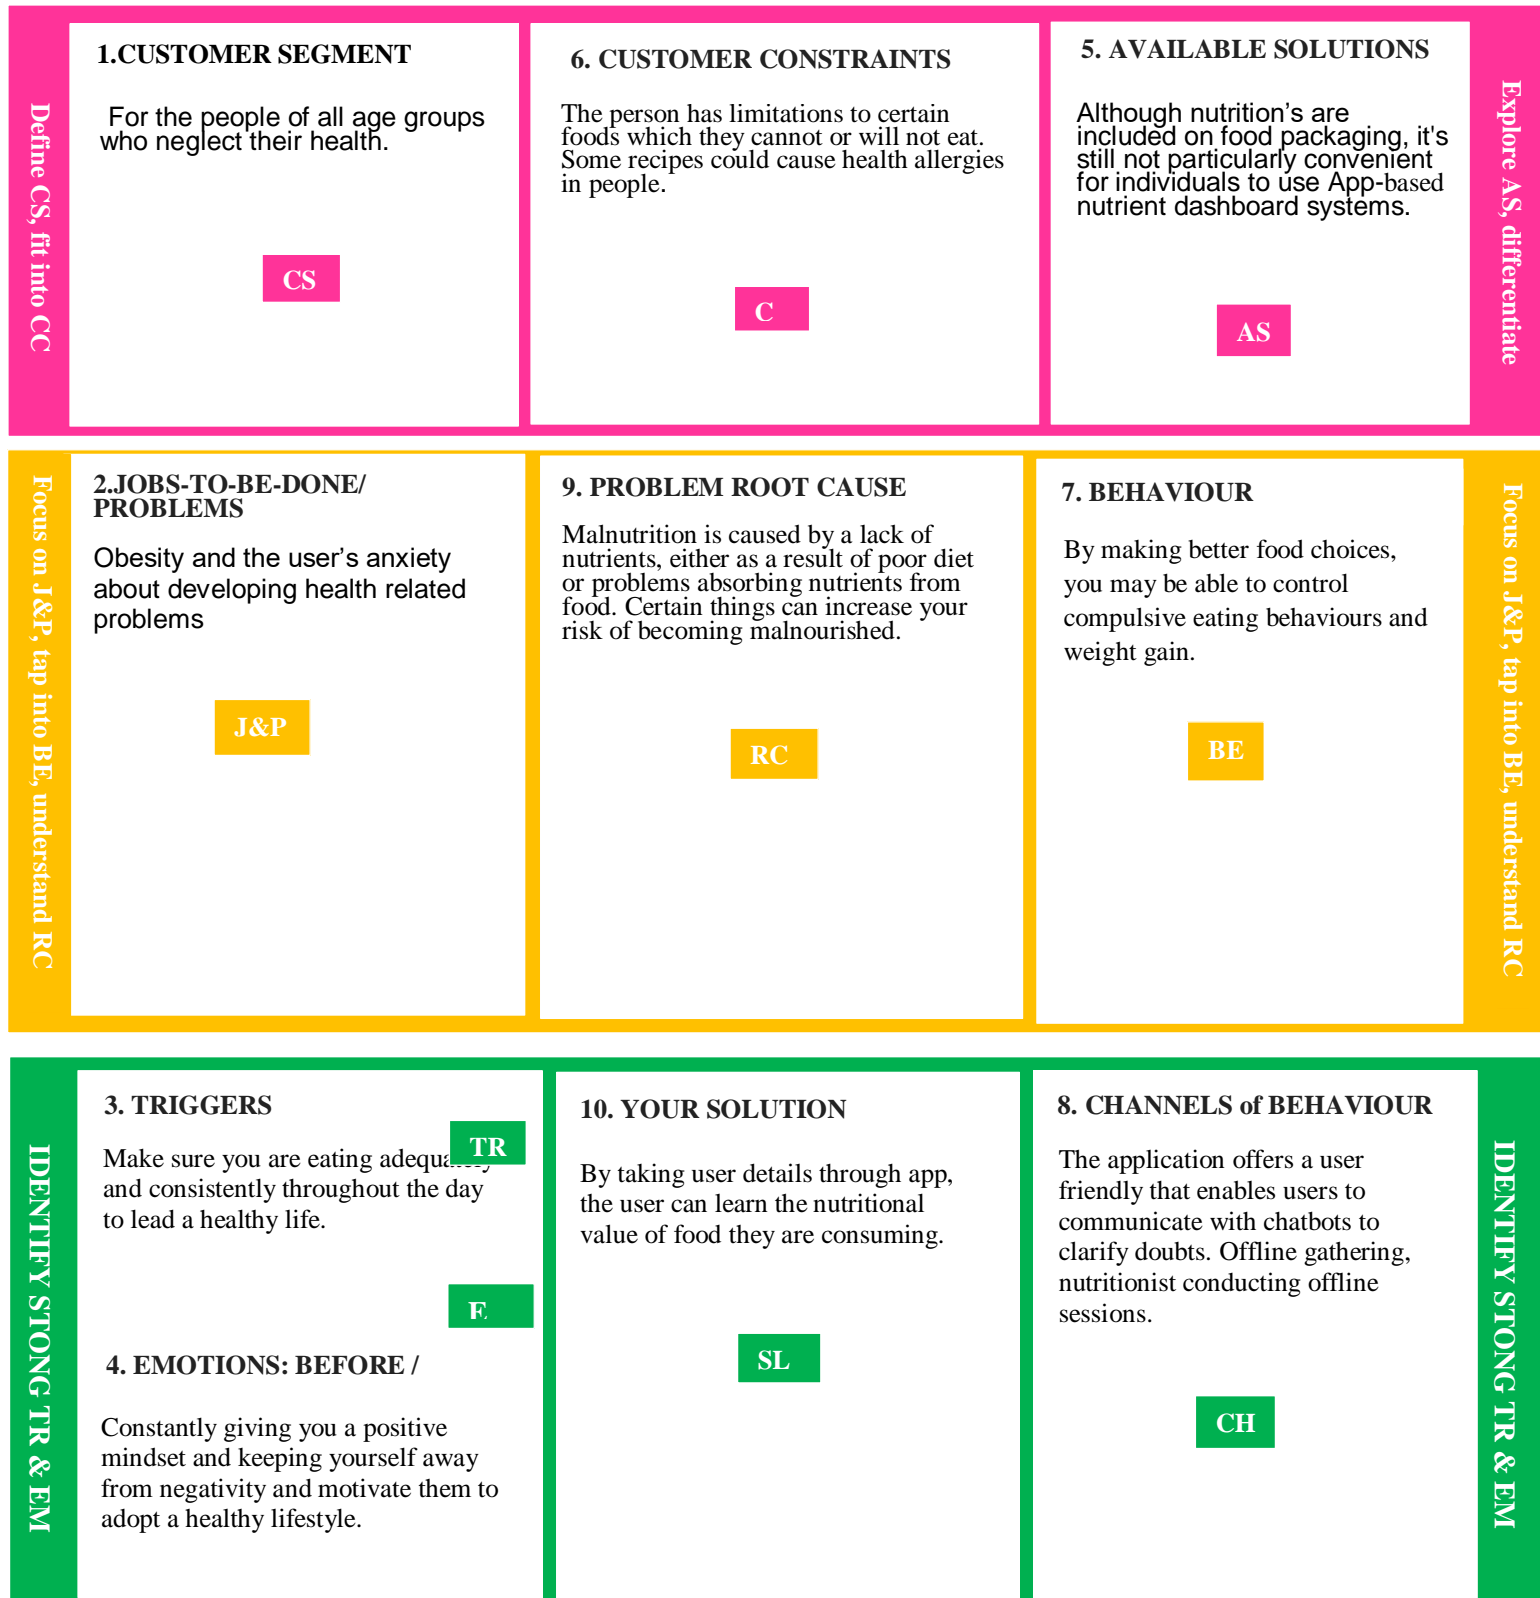 Define CS, fit into CC
1.CUSTOMER SEGMENT
For the people of all age groups
who neglect their health.
CS
6. CUSTOMER CONSTRAINTS
The person has limitations to certain
foods which they cannot or will not eat.
Some recipes could cause health allergies
in people.
C
5. AVAILABLE SOLUTIONS
Although nutrition’s are
included on food packaging, it's
still not particularly convenient
for individuals to use App-based
nutrient dashboard systems.
AS
Explore AS, differentiate
Focus on J&P, tap into BE, understand RC
2.JOBS-TO-BE-DONE/
PROBLEMS
Obesity and the user’s anxiety
about developing health related
problems
J&P
9. PROBLEM ROOT CAUSE
Malnutrition is caused by a lack of
nutrients, either as a result of poor diet
or problems absorbing nutrients from
food. Certain things can increase your
risk of becoming malnourished.
RC
7. BEHAVIOUR
By making better food choices,
you may be able to control
compulsive eating behaviours and
weight gain.
BE
Focus on J&P, tap into BE, understand RC
IDENTIFY STONG TR & EM
3. TRIGGERS
TR
Make sure you are eating adequately
and consistently throughout the day
to lead a healthy life.
E
4. EMOTIONS: BEFORE /
Constantly giving you a positive
mindset and keeping yourself away
from negativity and motivate them to
adopt a healthy lifestyle.
10. YOUR SOLUTION
By taking user details through app,
the user can learn the nutritional
value of food they are consuming.
SL
8. CHANNELS of BEHAVIOUR
The application offers a user
friendly that enables users to
communicate with chatbots to
clarify doubts. Offline gathering,
nutritionist conducting offline
sessions.
CH
IDENTIFY STONG TR & EM